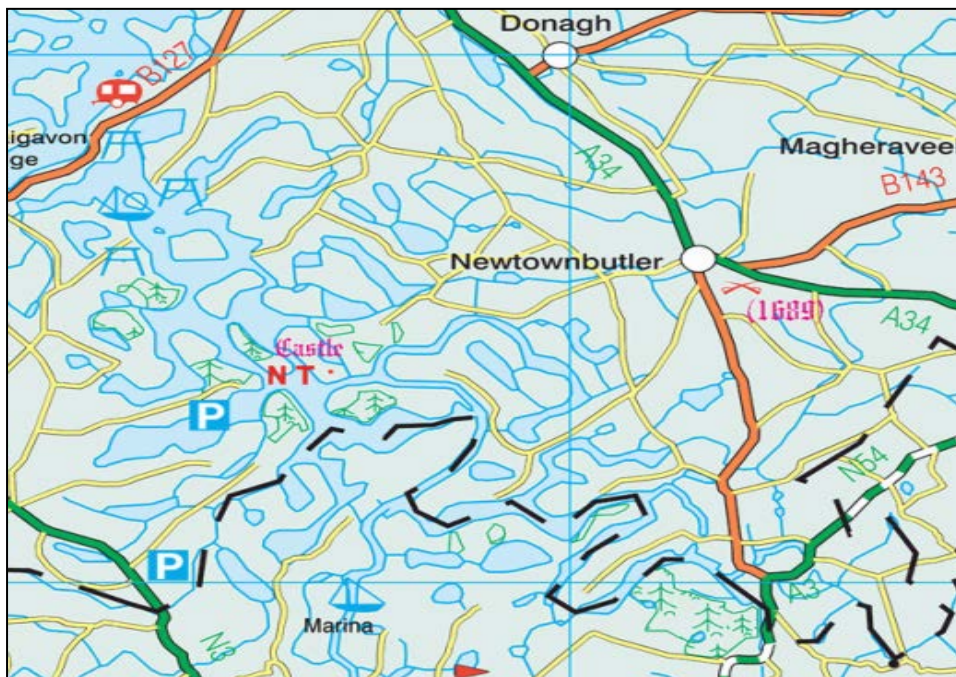 Donagh
B127
igavon
ge
A34
Magheraveel
B143
Newtownbutler
(1689)
A34
Castle
N T
P
N54
P
A3
Marina
N3